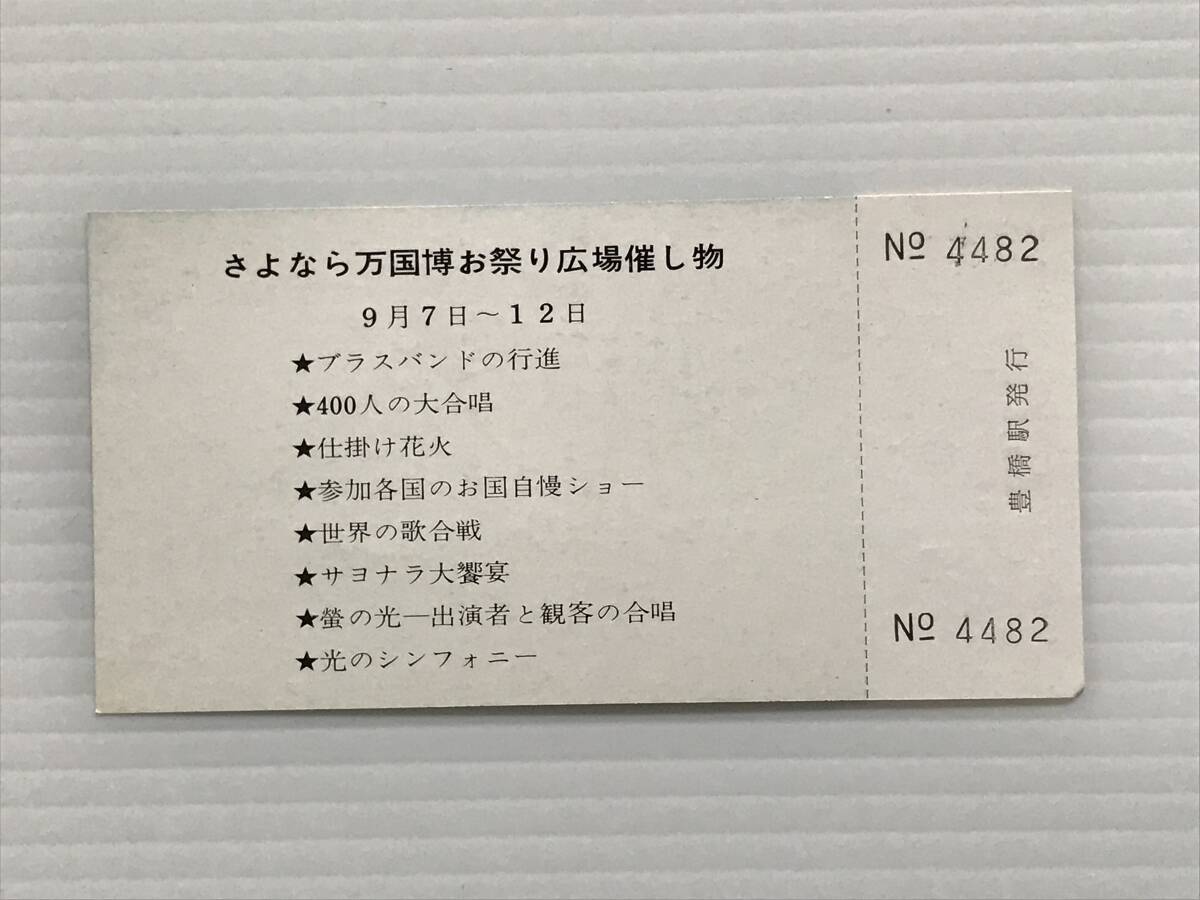 さよなら万国博お祭り広場催し物
9月7日〜12日
★ブラスバンドの行進
★400人の大合唱
★仕掛け花火
★参加各国のお国自慢ショー
★世界の歌合戦
★サヨナラ大饗宴
★螢の光—出演者と観客の合唱
★光のシンフォニー
№ 4482
豊橋駅発行
№ 4482